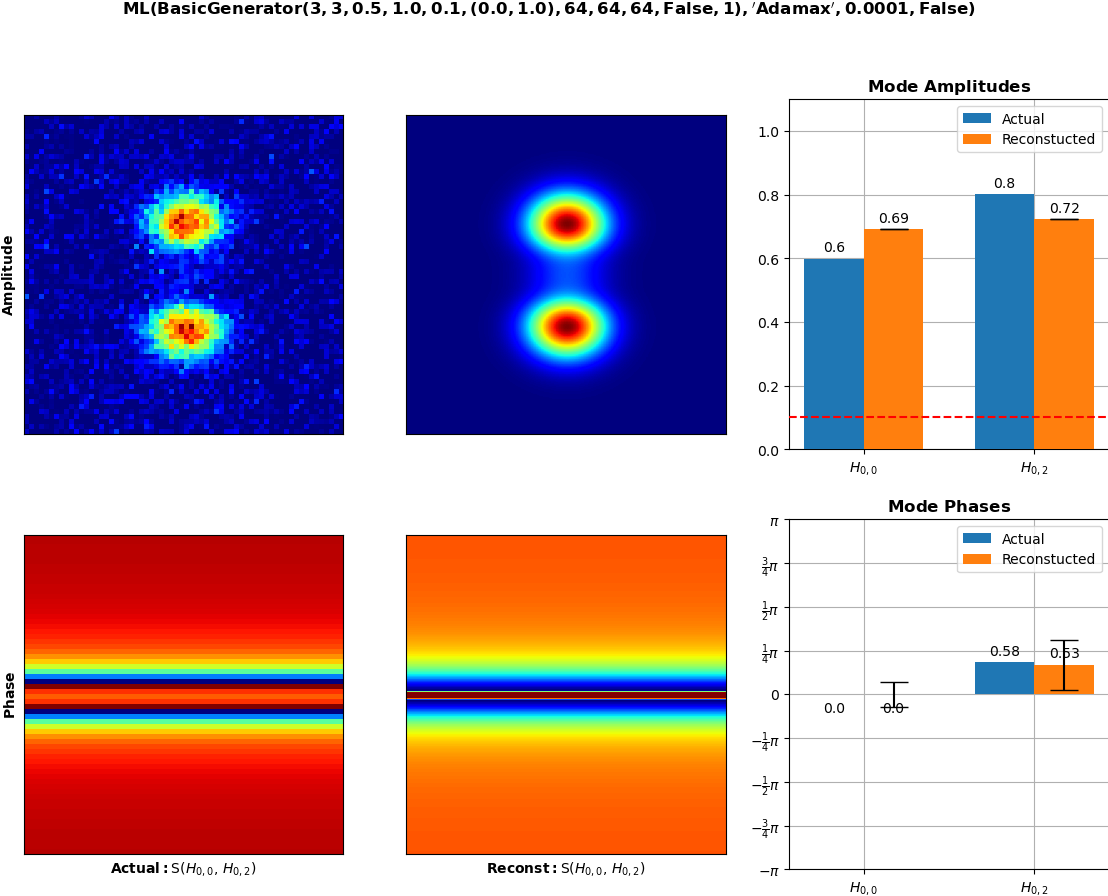 ML(BasicGenerator(3, 3, 0.5, 1.0, 0.1, (0.0, 1.0), 64, 64, 64, False, 1), ′Adamax′, 0.0001, False)
Amplitude
Mode Amplitudes
Actual
Reconstucted
1.0
0.8
0.6
0.4
0.2
0.0
0.6
0.69
0.8
0.72
H0, 0
H0, 2
Phase
Actual: S(H0, 0, H0, 2)
Reconst: S(H0, 0, H0, 2)
Mode Phases
Actual
Reconstucted
π
3/4π
1/2π
1/4π
0
−1/4π
−1/2π
−3/4π
−π
0.0
0.0
0.58
0.53
H0, 0
H0, 2